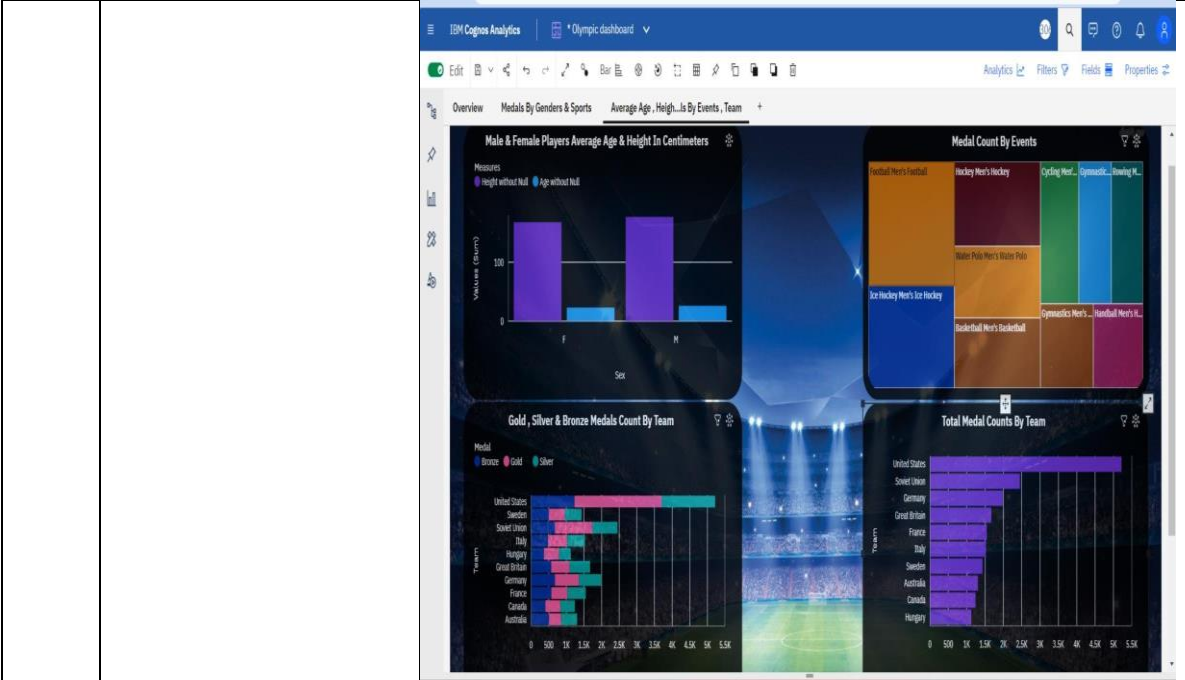 IBM Cognos Analytics
* Olympic dashboard
Edit
Bar
Analytics
Filters
Fields
Properties
Overview
Medals By Genders & Sports
Average Age , Heigh...ls By Events , Team
+
Male & Female Players Average Age & Height In Centimeters
Measures
Height without Null Age without Null
Values (Sum)
100
0
F M
Sex
Medal Count By Events
Football Men's Football
Hockey Men's Hockey
Cycling Men'...
Gymnastic...
Rowing M...
Water Polo Men's Water Polo
Ice Hockey Men's Ice Hockey
Basketball Men's Basketball
Gymnastics Men's ...
Handball Men's H...
Gold , Silver & Bronze Medals Count By Team
Medal
Bronze Gold Silver
Team
United States
Sweden
Soviet Union
Italy
Hungary
Great Britain
Germany
France
Canada
Australia
0 500 1K 1.5K 2K 2.5K 3K 3.5K 4K 4.5K 5K 5.5K
Total Medal Counts By Team
Team
United States
Soviet Union
Germany
Great Britain
France
Italy
Sweden
Australia
Canada
Hungary
0 500 1K 1.5K 2K 2.5K 3K 3.5K 4K 4.5K 5K 5.5K